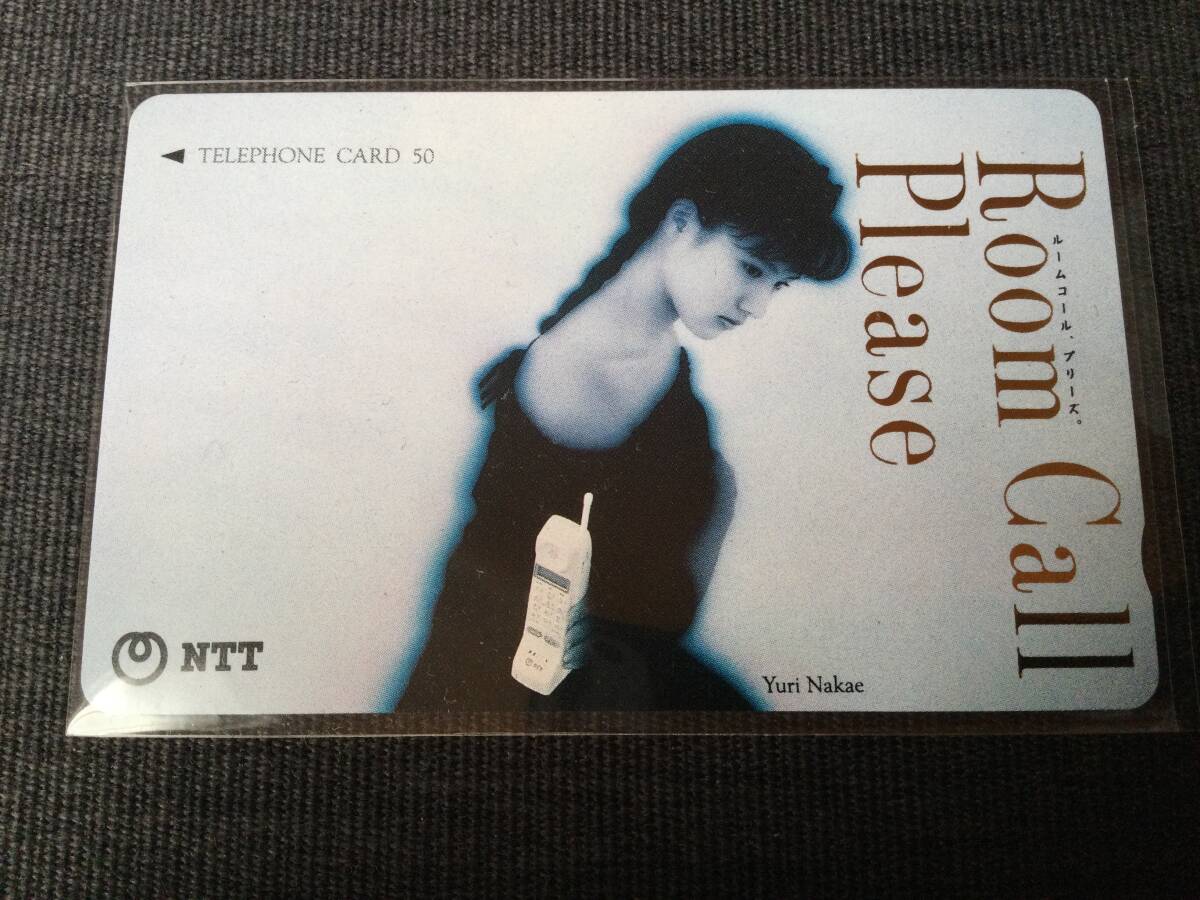 ◀ TELEPHONE CARD 50
Room Call
ルームコール、プリーズ。
Please
NTT
Yuri Nakae